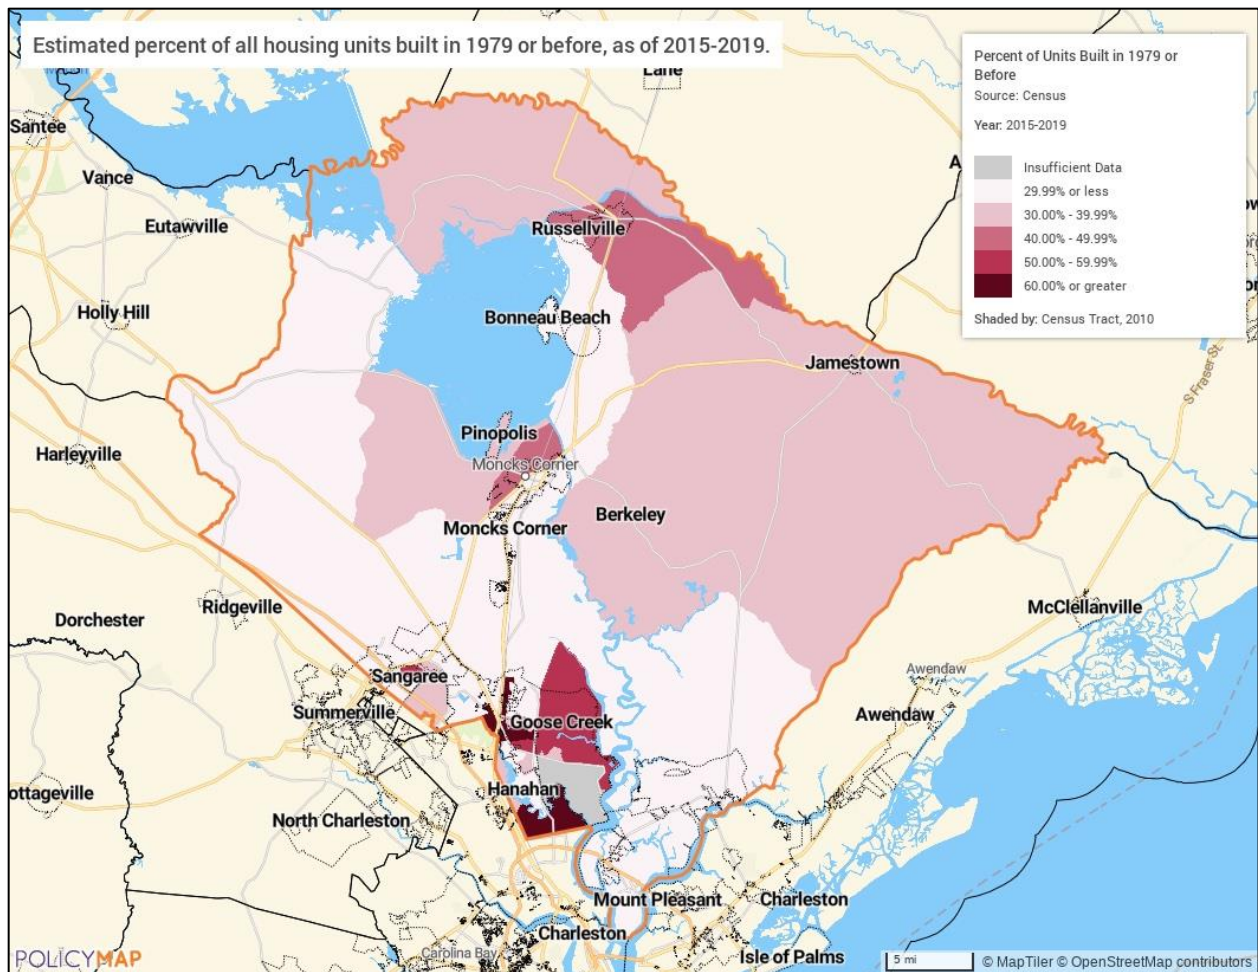 Estimated percent of all housing units built in 1979 or before, as of 2015-2019.
Percent of Units Built in 1979 or
Before
Source: Census
Year: 2015-2019
Insufficient Data
29.99% or less
30.00% - 39.99%
40.00% - 49.99%
50.00% - 59.99%
60.00% or greater
Shaded by: Census Tract, 2010
Lane
Santee
Vance
Eutawville
Russellville
Holly Hill
Bonneau Beach
Jamestown
S Fraser St
Harleyville
Pinopolis
Moncks Corner
Berkeley
Moncks Corner
Ridgeville
McClellanville
Dorchester
Sangaree
Awendaw
Summerville
Goose Creek
Awendaw
ottageville
Hanahan
North Charleston
Mount Pleasant
Charleston
Charleston
Carolina Bay
Isle of Palms
POLICYMAP
5 mi
© MapTiler © OpenStreetMap contributors